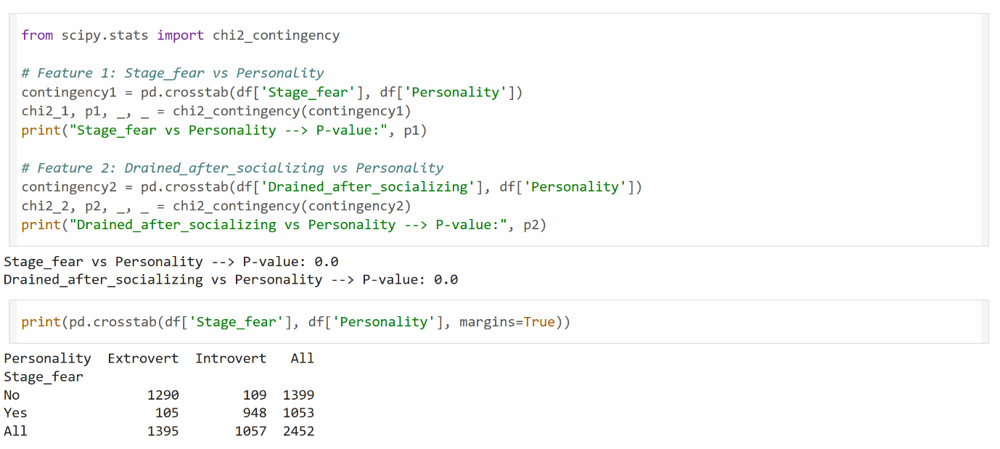 from scipy.stats import chi2_contingency
# Feature 1: Stage_fear vs Personality
contingency1 = pd.crosstab(df['Stage_fear'], df['Personality'])
chi2_1, p1, _, _ = chi2_contingency(contingency1)
print("Stage_fear vs Personality --> P-value:", p1)
# Feature 2: Drained_after_socializing vs Personality
contingency2 = pd.crosstab(df['Drained_after_socializing'], df['Personality'])
chi2_2, p2, _, _ = chi2_contingency(contingency2)
print("Drained_after_socializing vs Personality --> P-value:", p2)
Stage_fear vs Personality --> P-value: 0.0
Drained_after_socializing vs Personality --> P-value: 0.0
print(pd.crosstab(df['Stage_fear'], df['Personality'], margins=True))
Personality  Extrovert  Introvert   All
Stage_fear
No                1290        109  1399
Yes                105        948  1053
All               1395       1057  2452